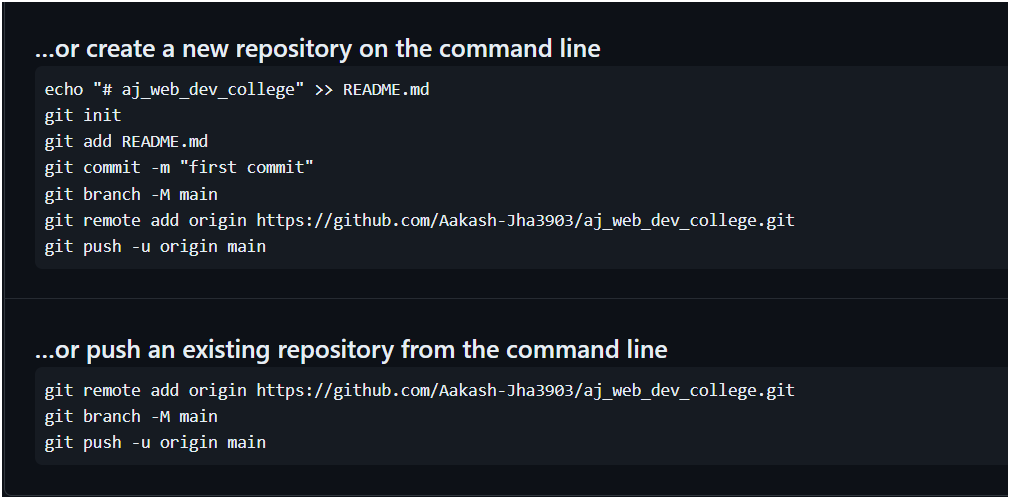 ...or create a new repository on the command line
echo "# aj_web_dev_college" >> README.md
git init
git add README.md
git commit -m "first commit"
git branch -M main
git remote add origin https://github.com/Aakash-Jha3903/aj_web_dev_college.git
git push -u origin main
...or push an existing repository from the command line
git remote add origin https://github.com/Aakash-Jha3903/aj_web_dev_college.git
git branch -M main
git push -u origin main